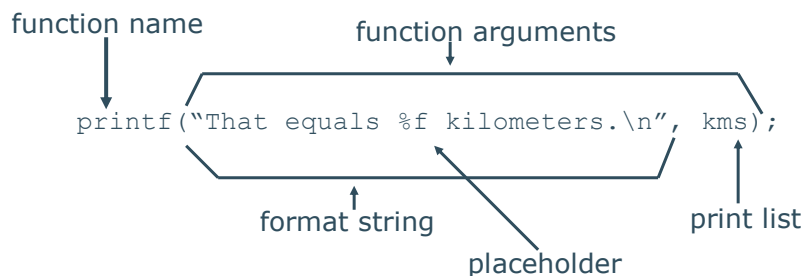 function name
function arguments
printf(“That equals %f kilometers.\n”, kms);
format string
print list
placeholder